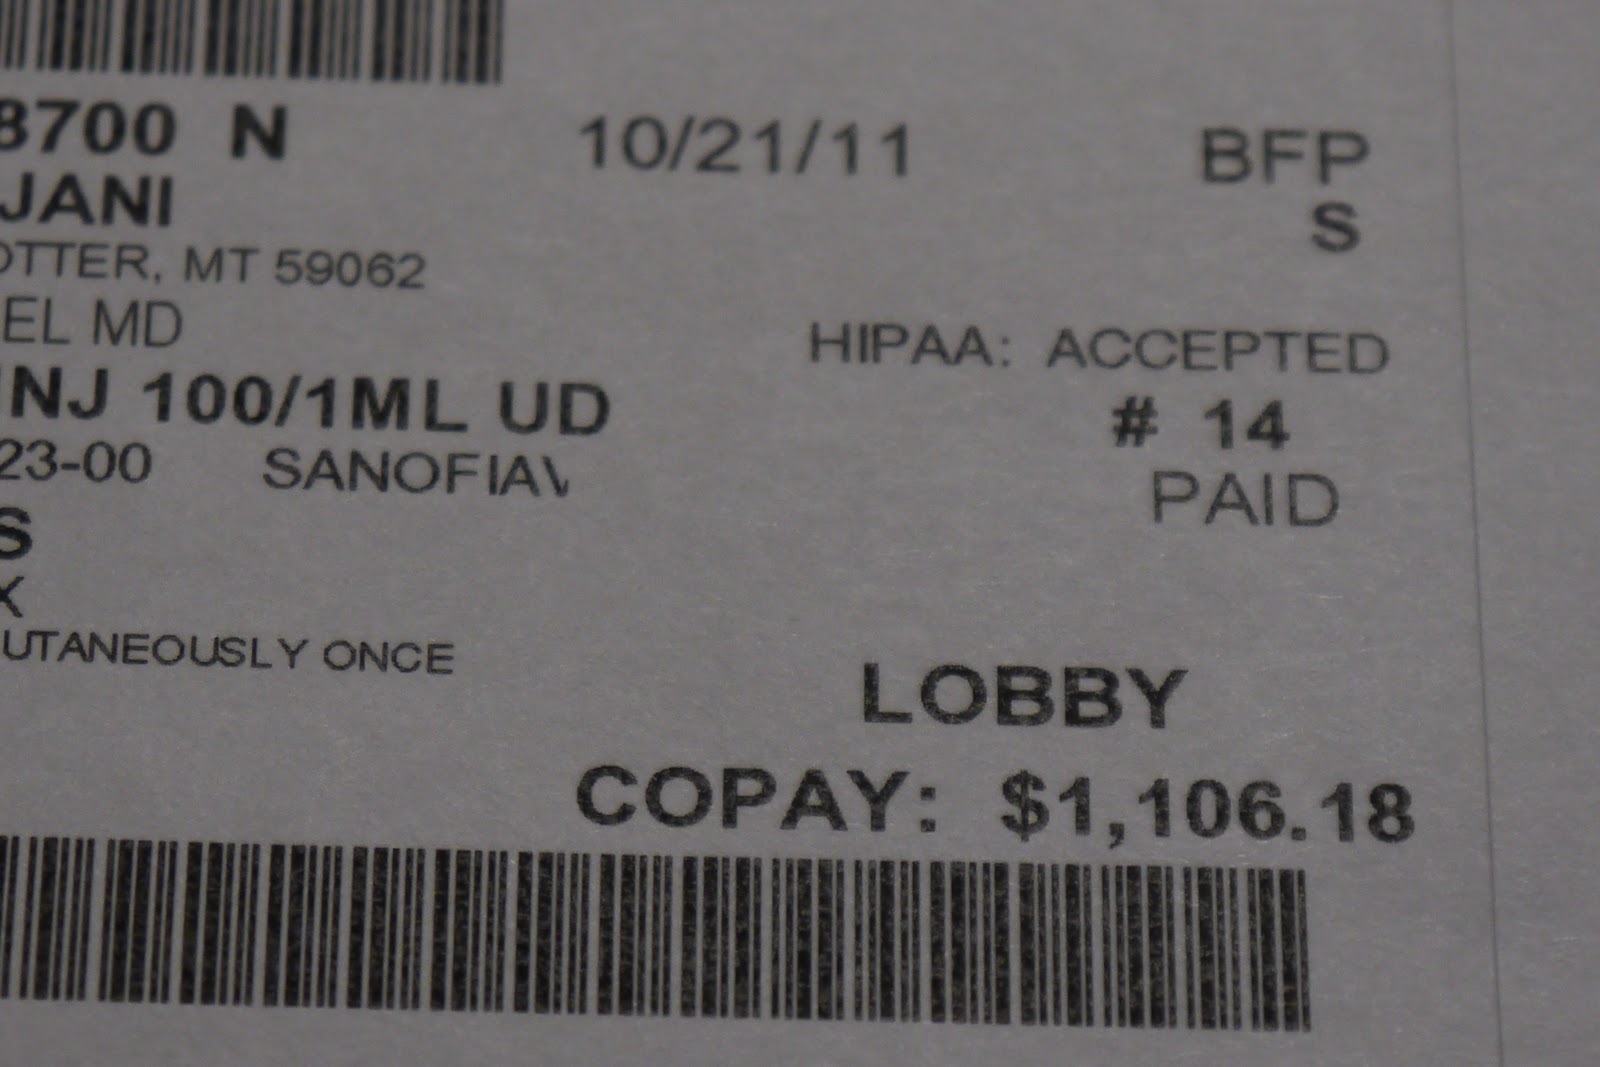 8700 N 10/21/11 BFP
JANI S
OTTER, MT 59062
EL MD HIPAA: ACCEPTED
INJ 100/1ML UD # 14
23-00 SANOFIAV PAID
S
X
UTANEOUSLY ONCE
LOBBY
COPAY: $1,106.18